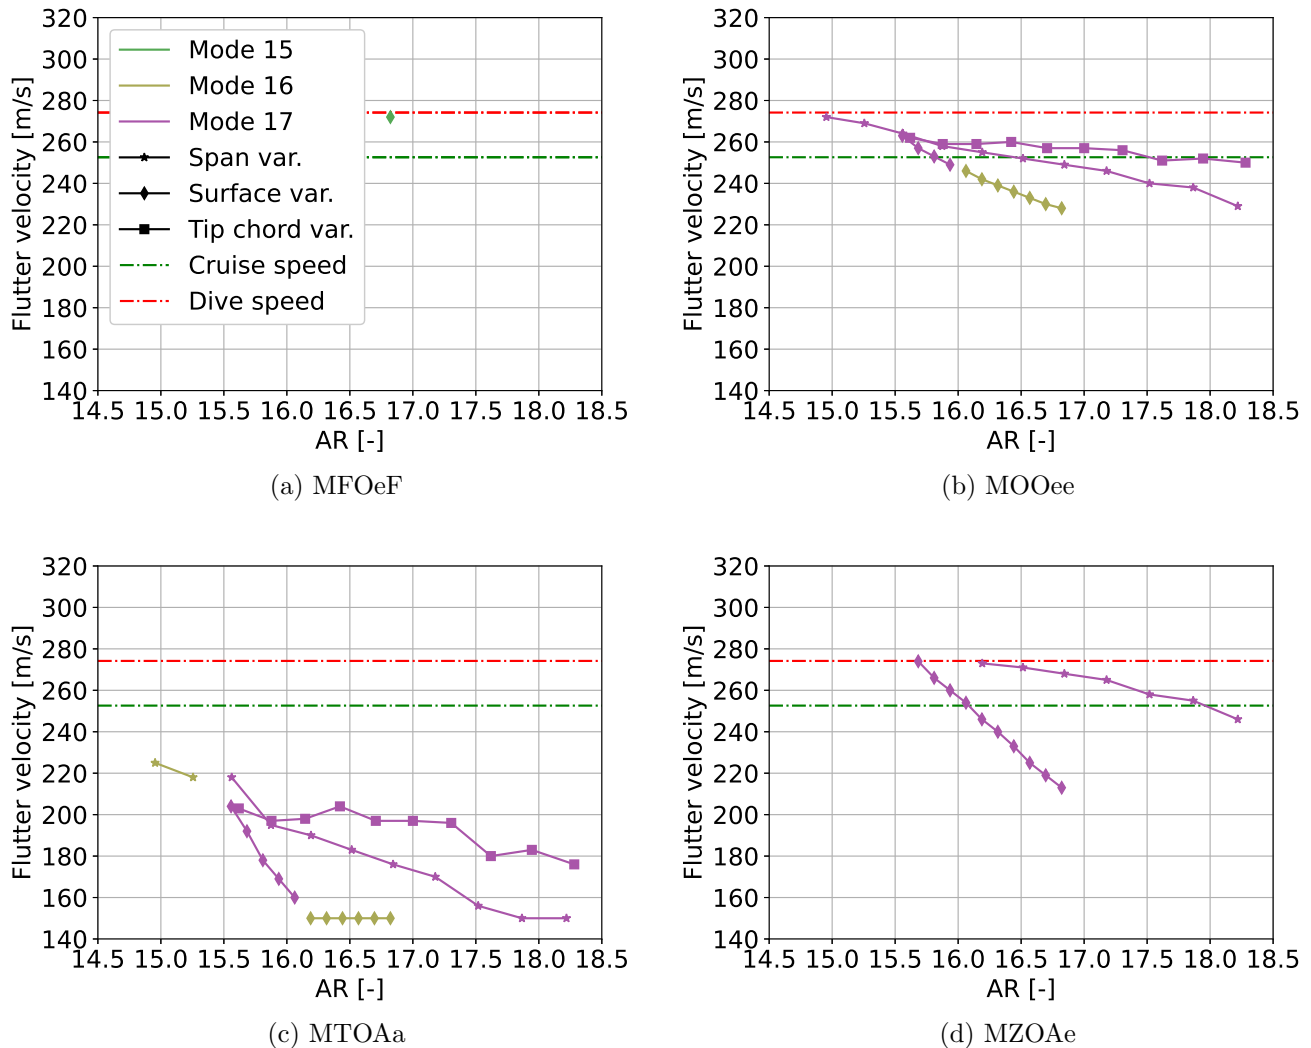 320
300
280
260
240
220
200
180
160
140
Flutter velocity [m/s]
Mode 15
Mode 16
Mode 17
Span var.
Surface var.
Tip chord var.
Cruise speed
Dive speed
14.5 15.0 15.5 16.0 16.5 17.0 17.5 18.0 18.5
AR [-]
(a) MFOeF
320
300
280
260
240
220
200
180
160
140
Flutter velocity [m/s]
14.5 15.0 15.5 16.0 16.5 17.0 17.5 18.0 18.5
AR [-]
(b) MOOee
320
300
280
260
240
220
200
180
160
140
Flutter velocity [m/s]
14.5 15.0 15.5 16.0 16.5 17.0 17.5 18.0 18.5
AR [-]
(c) MTOAa
320
300
280
260
240
220
200
180
160
140
Flutter velocity [m/s]
14.5 15.0 15.5 16.0 16.5 17.0 17.5 18.0 18.5
AR [-]
(d) MZOAe